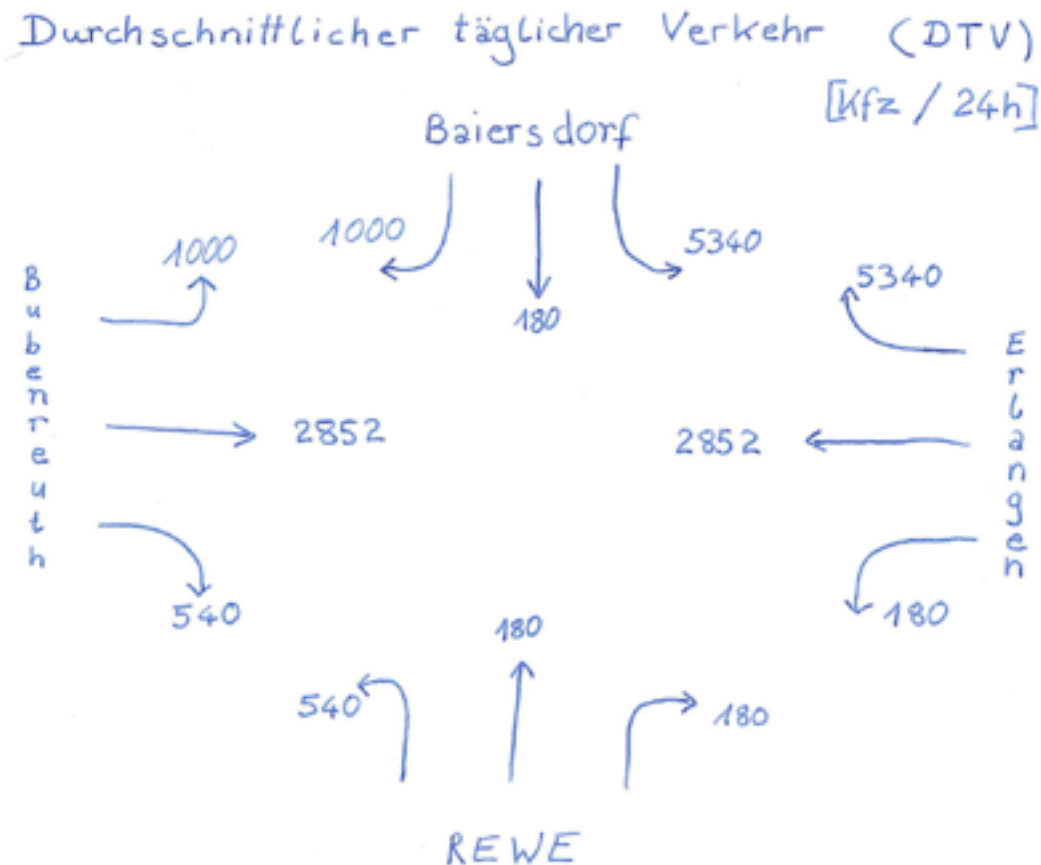 Durchschnittlicher täglicher Verkehr (DTV)
[Kfz / 24h]
Baiersdorf
1000
1000
5340
5340
180
Bubenreuth
Erlangen
2852
2852
540
180
180
540
180
REWE